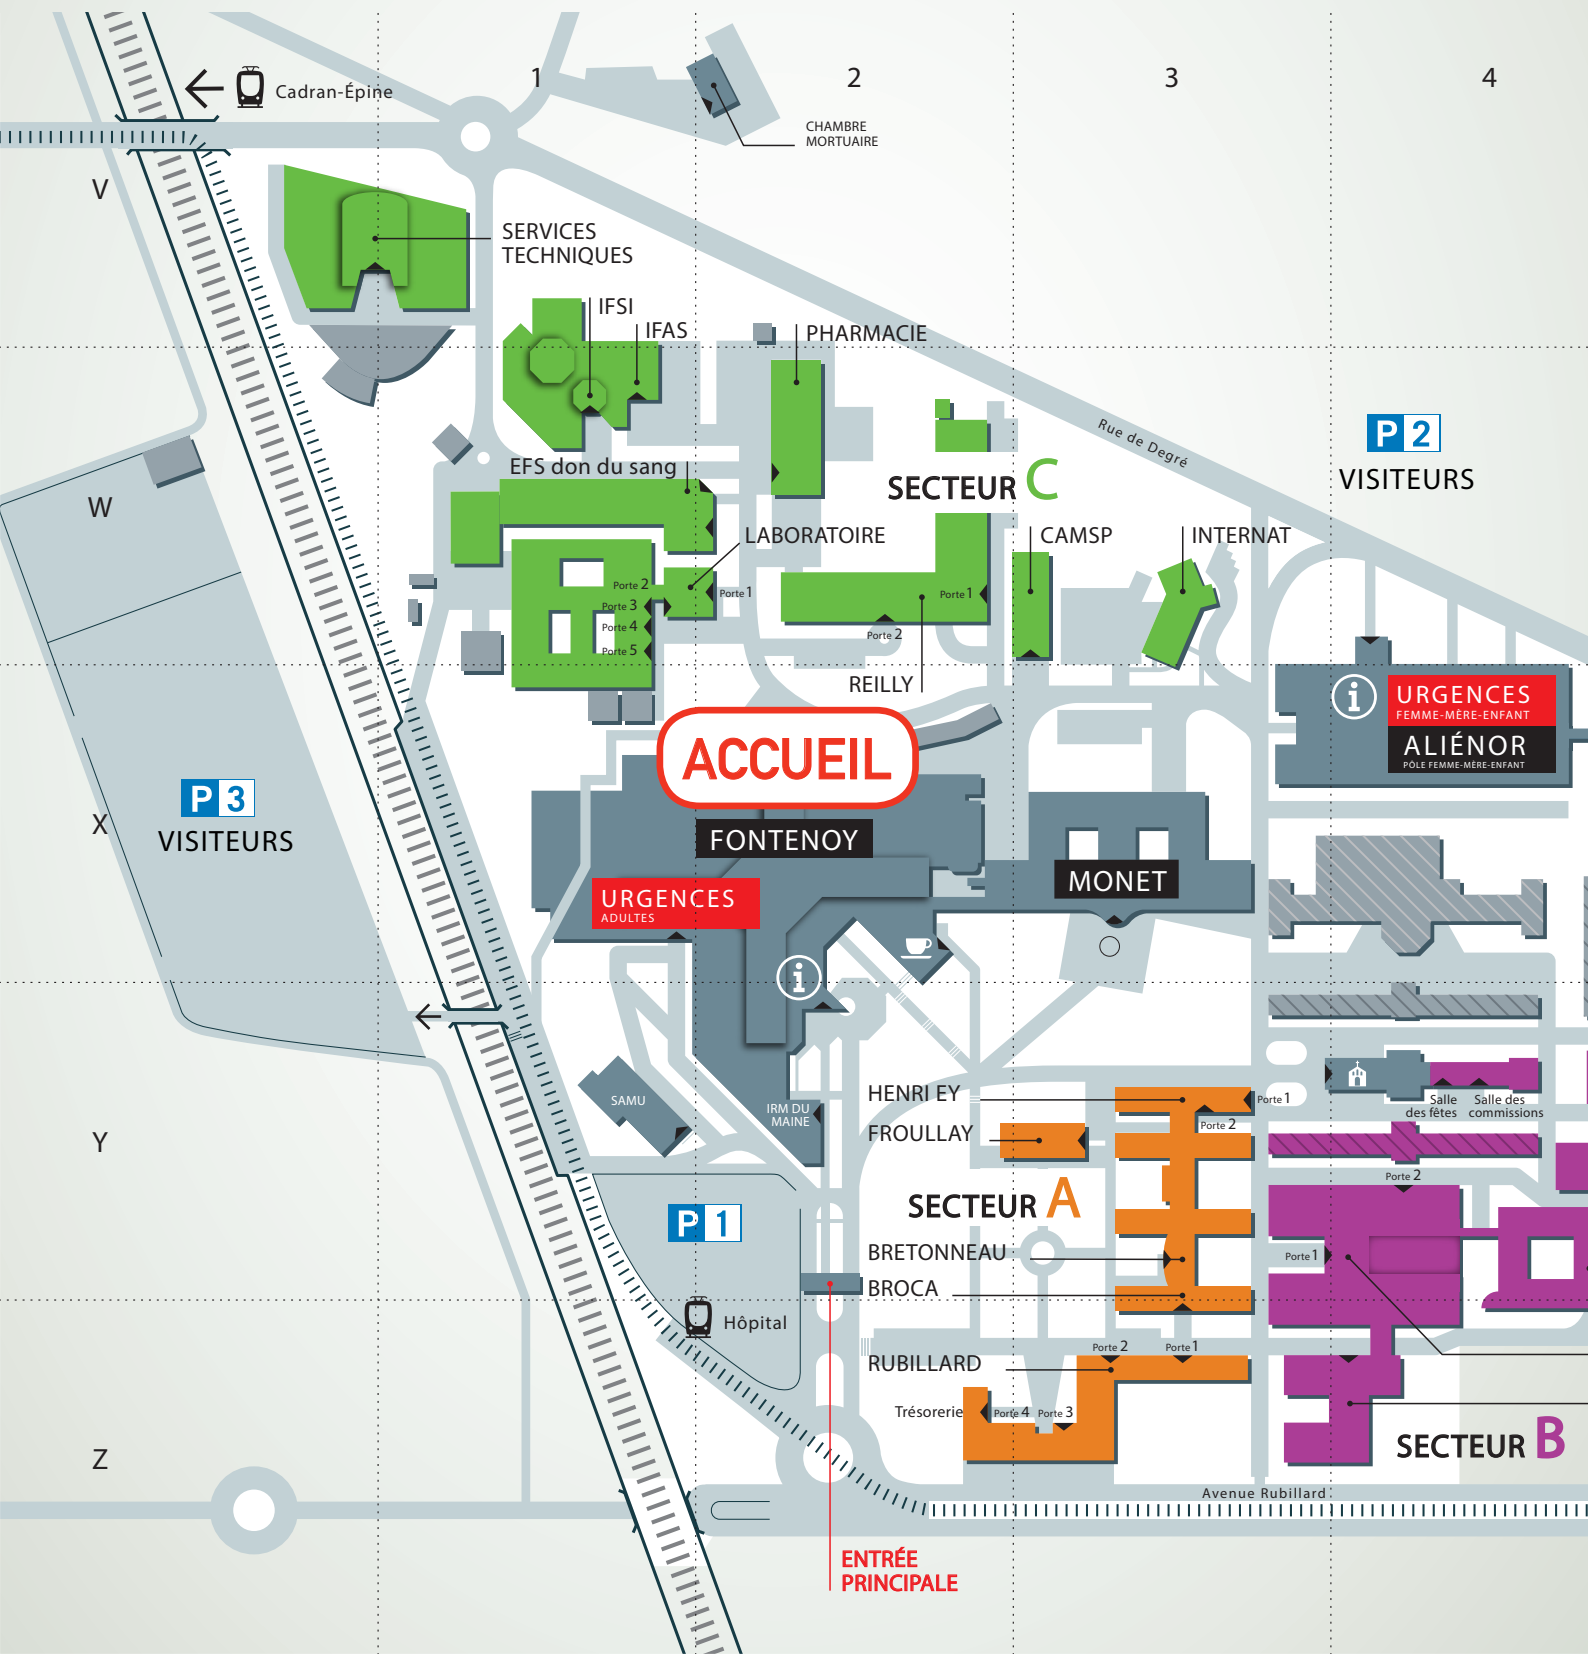 1
2
3
4
Cadran-Épine
CHAMBRE
MORTUAIRE
V
SERVICES
TECHNIQUES
IFSI
IFAS
PHARMACIE
Rue de Degré
P 2
VISITEURS
EFS don du sang
SECTEUR C
W
LABORATOIRE
CAMSP
INTERNAT
Porte 2
Porte 1
Porte 1
Porte 3
Porte 4
Porte 2
Porte 5
REILLY
i
URGENCES
FEMME-MÈRE-ENFANT
ALIÉNOR
PÔLE FEMME-MÈRE-ENFANT
ACCUEIL
P 3
VISITEURS
X
FONTENOY
MONET
URGENCES
ADULTES
i
SAMU
IRM DU
MAINE
HENRI EY
Porte 1
Salle
des fêtes
Salle des
commissions
FROULLAY
Porte 2
Y
Porte 2
SECTEUR A
P 1
BRETONNEAU
Porte 1
BROCA
Hôpital
Porte 2
Porte 1
RUBILLARD
Trésorerie
Porte 4
Porte 3
SECTEUR B
Z
Avenue Rubillard
ENTRÉE
PRINCIPALE